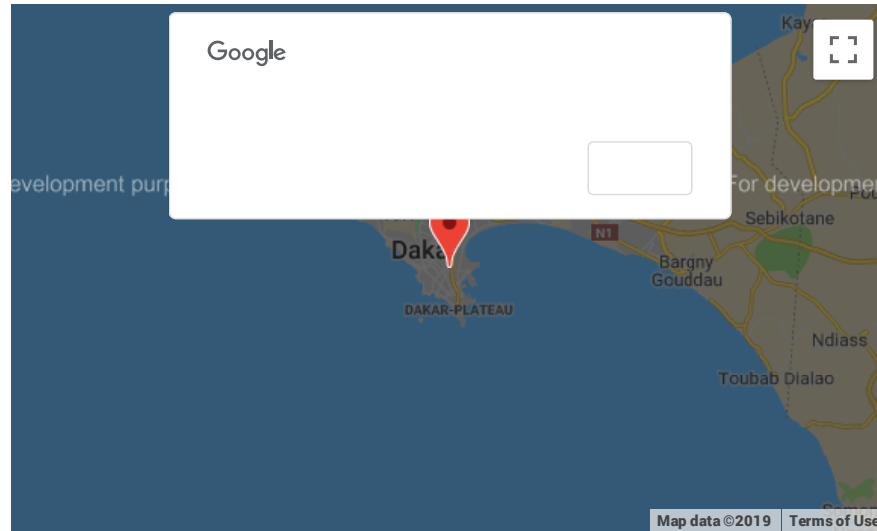 Google
Kay
evelopment purp
For developmen
Sebikotane
N1
Daka
Bargny
Gouddau
DAKAR-PLATEAU
Ndiass
Toubab Dialao
Map data ©2019
Terms of Use